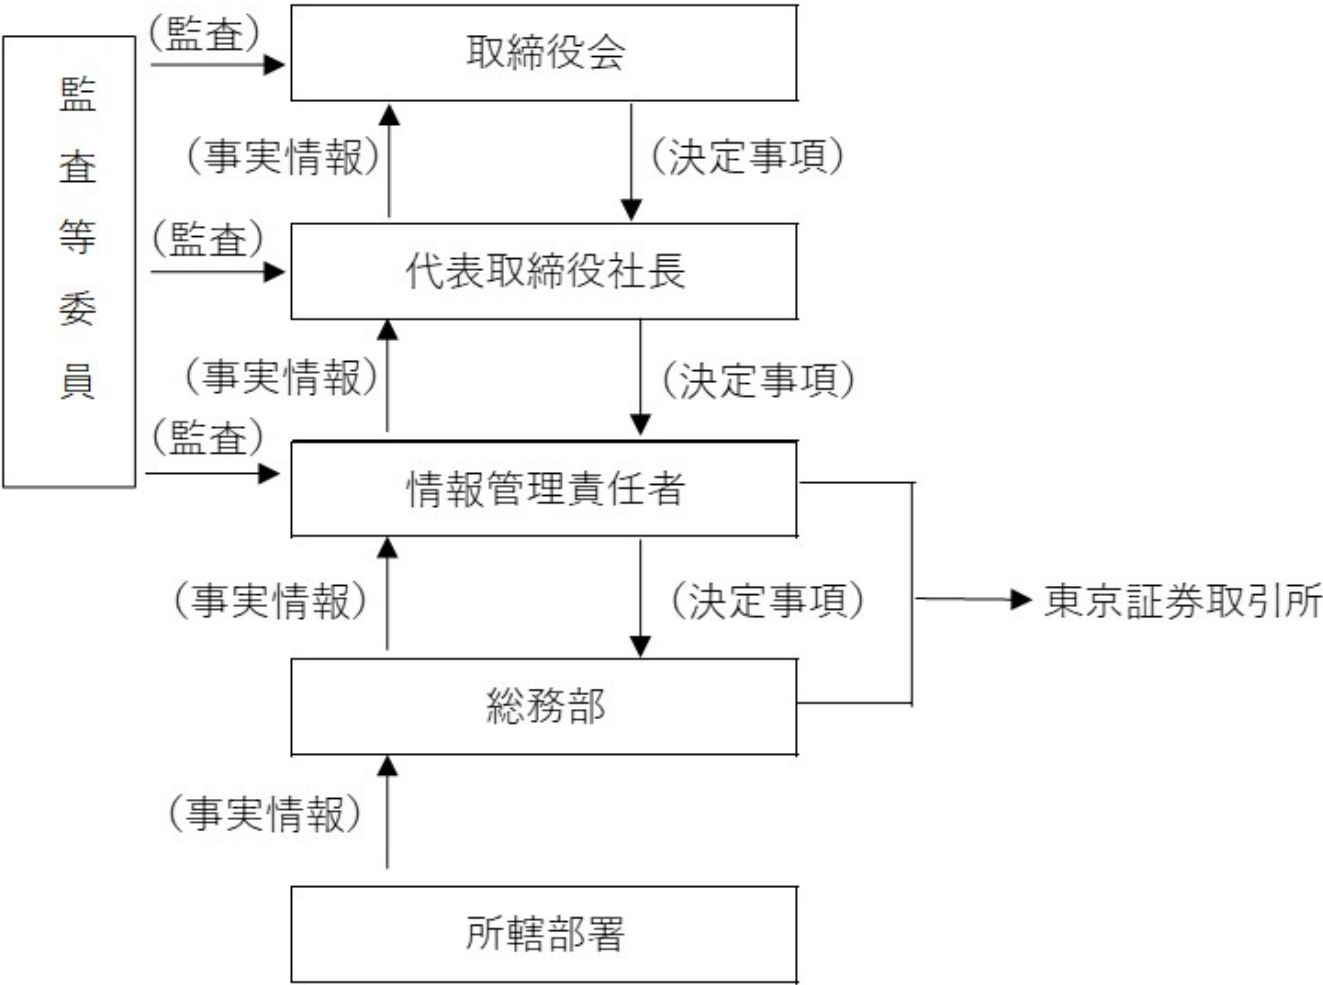 （監査）
取締役会
監査等委員
（事実情報）
（決定事項）
（監査）
代表取締役社長
（事実情報）
（決定事項）
（監査）
情報管理責任者
（事実情報）
（決定事項）
東京証券取引所
総務部
（事実情報）
所轄部署